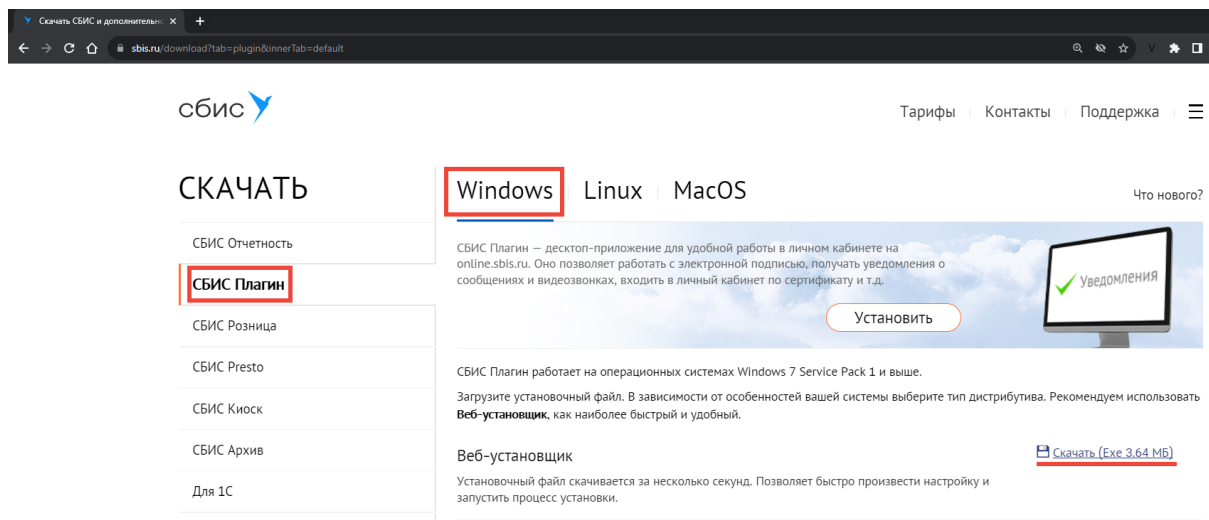 Скачать СБИС и дополнительно
sbis.ru/download?tab=plugin&innerTab=default
сбис
Тарифы Контакты Поддержка
СКАЧАТЬ
Windows Linux MacOS
Что нового?
СБИС Отчетность
СБИС Плагин
СБИС Розница
СБИС Presto
СБИС Киоск
СБИС Архив
Для 1С
СБИС Плагин — десктоп-приложение для удобной работы в личном кабинете на
online.sbis.ru. Оно позволяет работать с электронной подписью, получать уведомления о
сообщениях и видеозвонках, входить в личный кабинет по сертификату и т.д.
Установить
Уведомления
СБИС Плагин работает на операционных системах Windows 7 Service Pack 1 и выше.
Загрузите установочный файл. В зависимости от особенностей вашей системы выберите тип дистрибутива. Рекомендуем использовать
Веб-установщик, как наиболее быстрый и удобный.
Веб-установщик
Скачать (Exe 3.64 МБ)
Установочный файл скачивается за несколько секунд. Позволяет быстро произвести настройку и
запустить процесс установки.